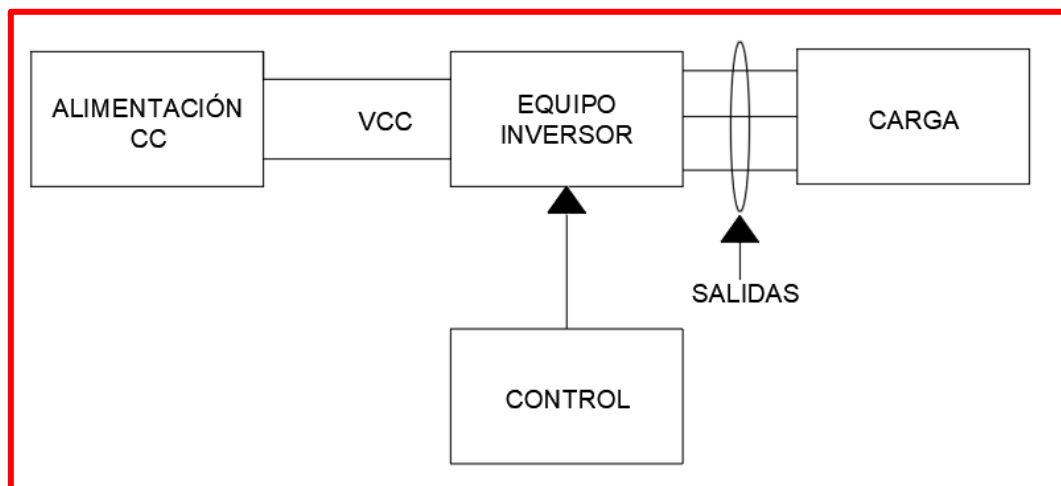 ALIMENTACIÓN
CC
VCC
EQUIPO
INVERSOR
CARGA
SALIDAS
CONTROL